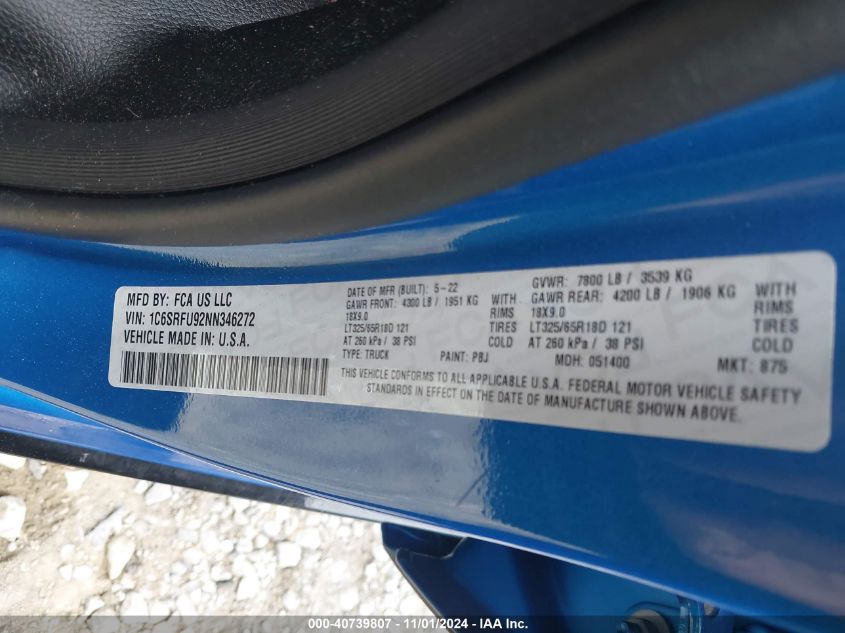 MFD BY: FCA US LLC
VIN: 1C6SRFU92NN346272
VEHICLE MADE IN: U.S.A.
DATE OF MFR (BUILT): 5-22 GVWR: 7800 LB / 3539 KG
GAWR FRONT: 4300 LB / 1951 KG WITH GAWR REAR: 4200 LB / 1906 KG WITH
18X9.0 RIMS 18X9.0 RIMS
LT325/65R18D 121 TIRES LT325/65R18D 121 TIRES
AT 260 kPa / 38 PSI COLD AT 260 kPa / 38 PSI COLD
TYPE: TRUCK PAINT: PBJ MDH: 051400 MKT: 875
THIS VEHICLE CONFORMS TO ALL APPLICABLE U.S.A. FEDERAL MOTOR VEHICLE SAFETY
STANDARDS IN EFFECT ON THE DATE OF MANUFACTURE SHOWN ABOVE.
000-40739807 - 11/01/2024 - IAA Inc.